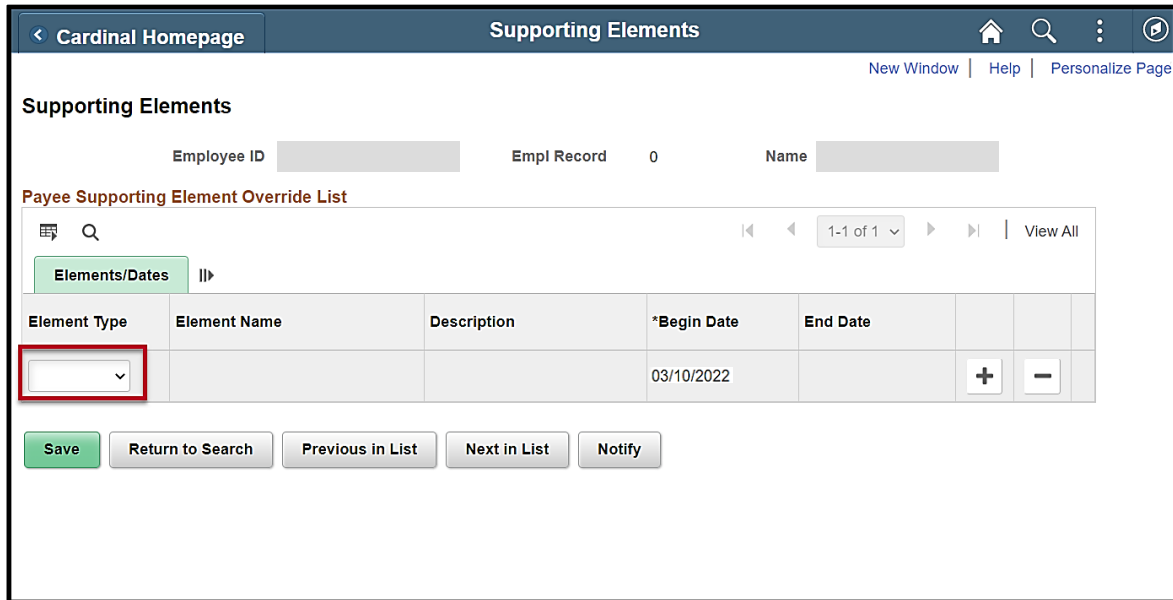 Cardinal Homepage Supporting Elements
New Window Help Personalize Page
Supporting Elements
Employee ID Empl Record 0 Name
Payee Supporting Element Override List
1-1 of 1 View All
Elements/Dates
Element Type Element Name Description *Begin Date End Date
03/10/2022
Save Return to Search Previous in List Next in List Notify